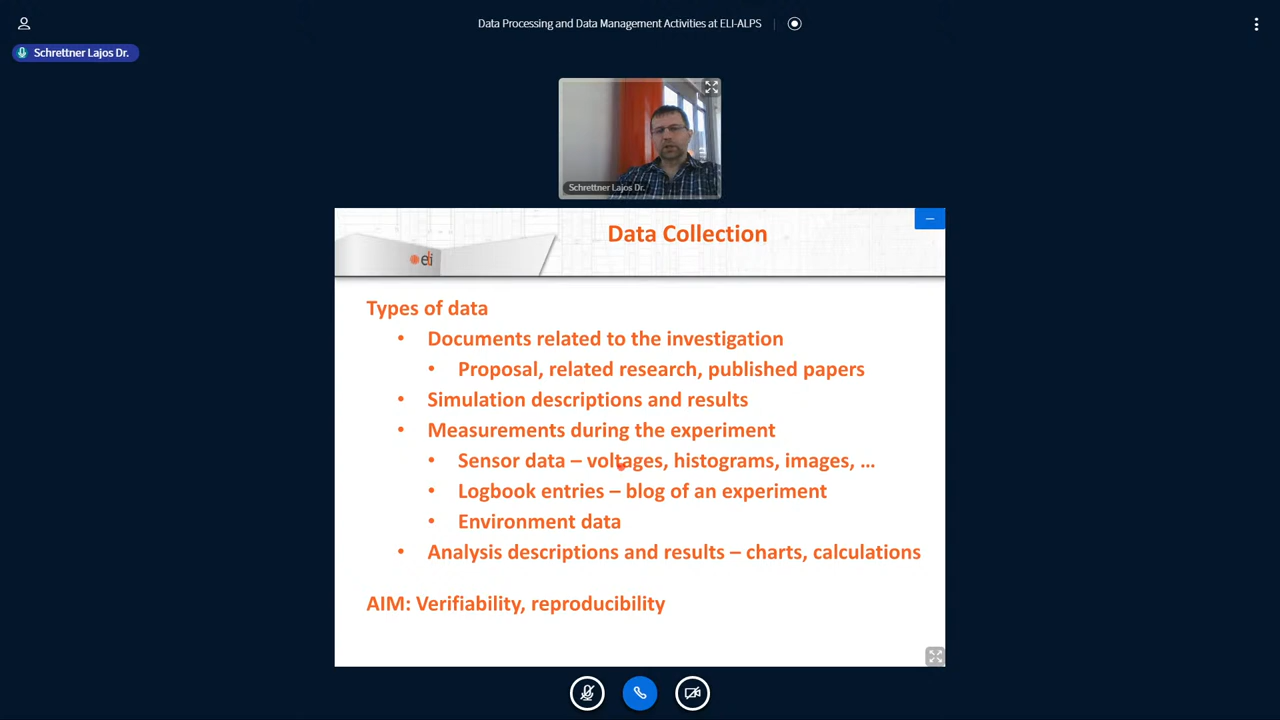 Data Processing and Data Management Activities at ELI-ALPS
Schrettner Lajos Dr.
Schrettner Lajos Dr.
Data Collection
eli
Types of data
• Documents related to the investigation
• Proposal, related research, published papers
• Simulation descriptions and results
• Measurements during the experiment
• Sensor data – voltages, histograms, images, ...
• Logbook entries – blog of an experiment
• Environment data
• Analysis descriptions and results – charts, calculations
AIM: Verifiability, reproducibility